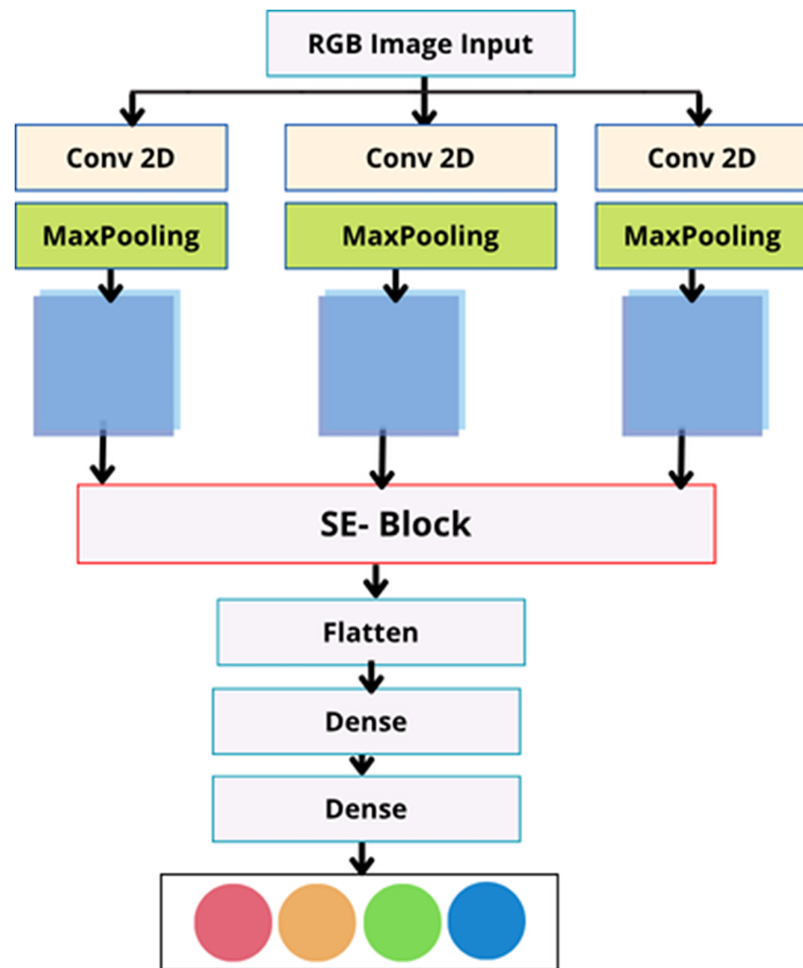 RGB Image Input
Conv 2D
Conv 2D
Conv 2D
MaxPooling
MaxPooling
MaxPooling
SE- Block
Flatten
Dense
Dense